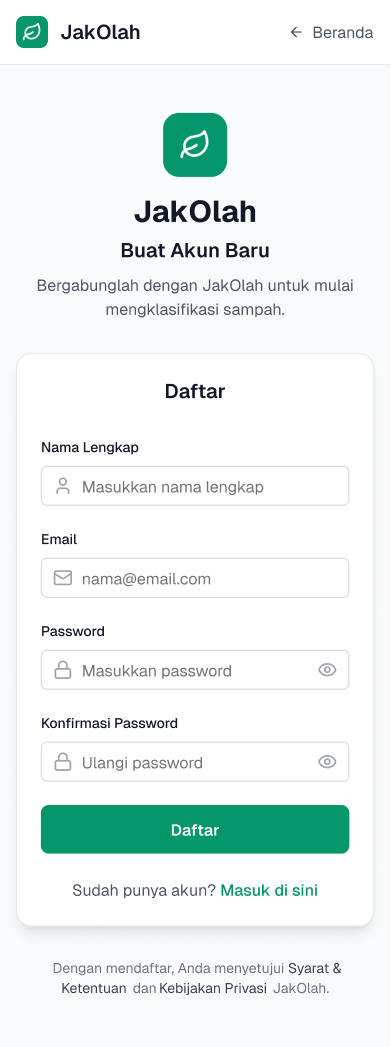 JakOlah
Beranda
JakOlah
Buat Akun Baru
Bergabunglah dengan JakOlah untuk mulai
mengklasifikasi sampah.
Daftar
Nama Lengkap
Masukkan nama lengkap
Email
nama@email.com
Password
Masukkan password
Konfirmasi Password
Ulangi password
Daftar
Sudah punya akun? Masuk di sini
Dengan mendaftar, Anda menyetujui Syarat &
Ketentuan dan Kebijakan Privasi JakOlah.